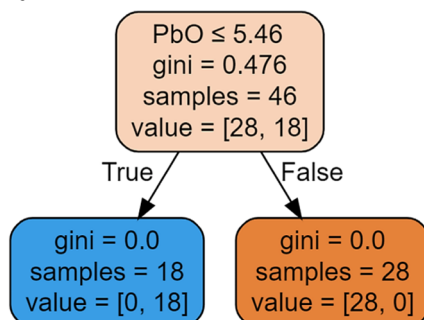 PbO ≤ 5.46
gini = 0.476
samples = 46
value = [28, 18]
True
False
gini = 0.0
samples = 18
value = [0, 18]
gini = 0.0
samples = 28
value = [28, 0]